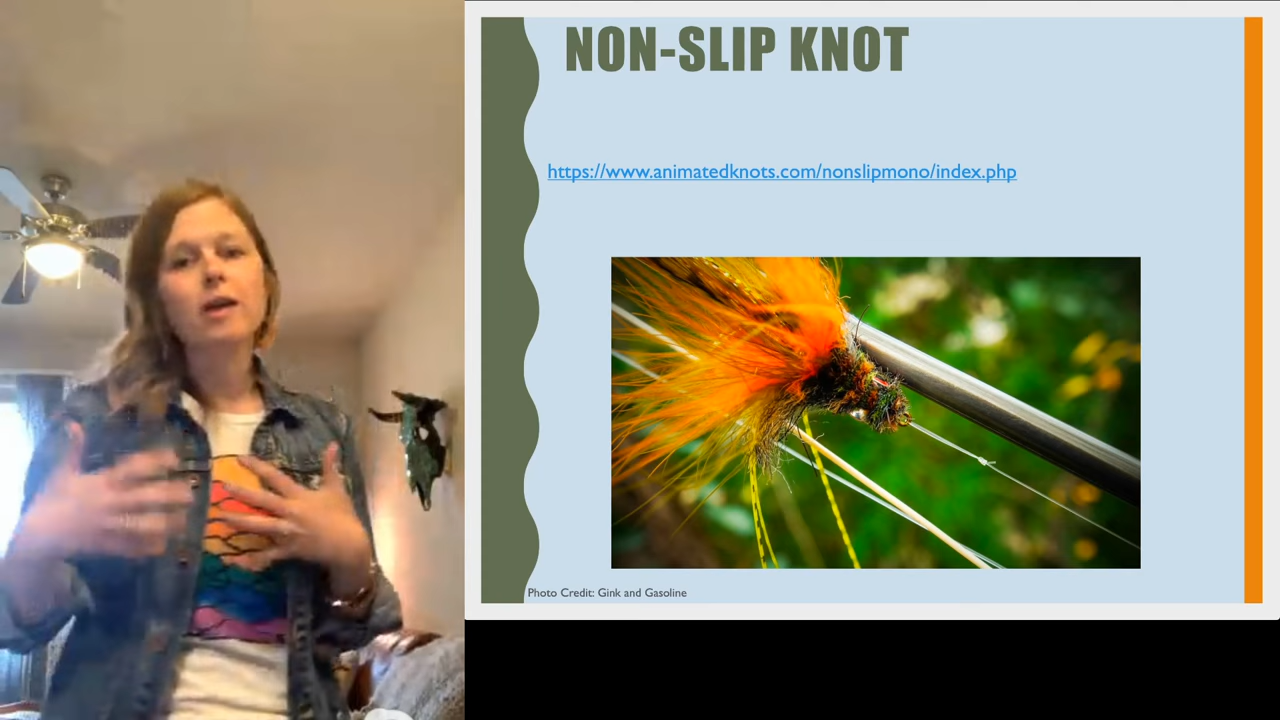 NON-SLIP KNOT
https://www.animatedknots.com/nonslipmono/index.php
Photo Credit: Gink and Gasoline